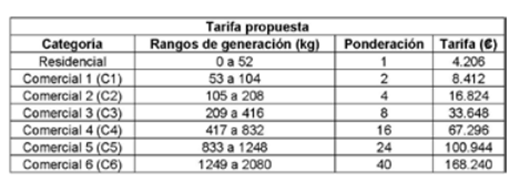 Tarifa propuesta
Categoría Rangos de generación (kg) Ponderación Tarifa (₡)
Residencial 0 a 52 1 4.206
Comercial 1 (C1) 53 a 104 2 8.412
Comercial 2 (C2) 105 a 208 4 16.824
Comercial 3 (C3) 209 a 416 8 33.648
Comercial 4 (C4) 417 a 832 16 67.296
Comercial 5 (C5) 833 a 1248 24 100.944
Comercial 6 (C6) 1249 a 2080 40 168.240